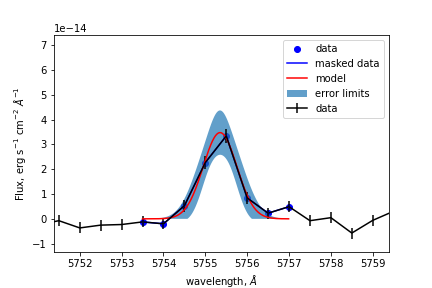 1e−14
7
6
5
4
3
2
1
0
−1
Flux, erg s⁻¹ cm⁻² Å⁻¹
data
masked data
model
error limits
data
5752 5753 5754 5755 5756 5757 5758 5759
wavelength, Å